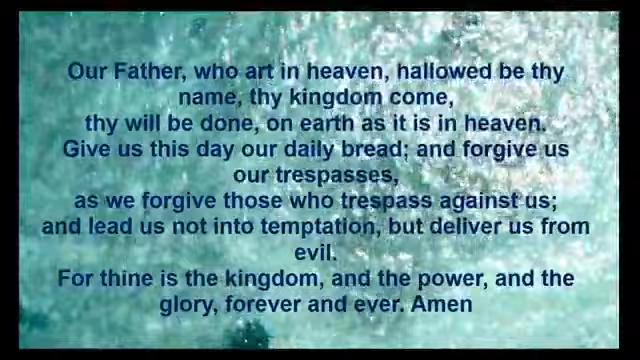 Our Father, who art in heaven, hallowed be thy
name, thy kingdom come,
thy will be done, on earth as it is in heaven.
Give us this day our daily bread; and forgive us
our trespasses,
as we forgive those who trespass against us;
and lead us not into temptation, but deliver us from
evil.
For thine is the kingdom, and the power, and the
glory, forever and ever. Amen